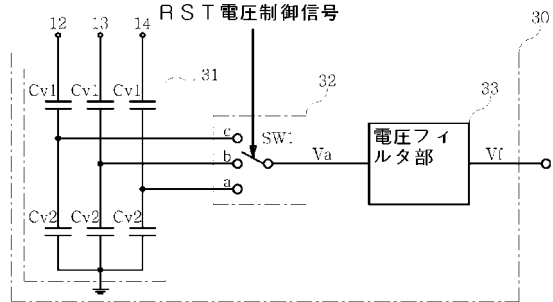 RST電圧制御信号
12 13 14
30
31
32
33
Cv1 Cv1 Cv1
c
b
a
SW1
Va
電圧フィ
ルタ部
Vf
Cv2 Cv2 Cv2